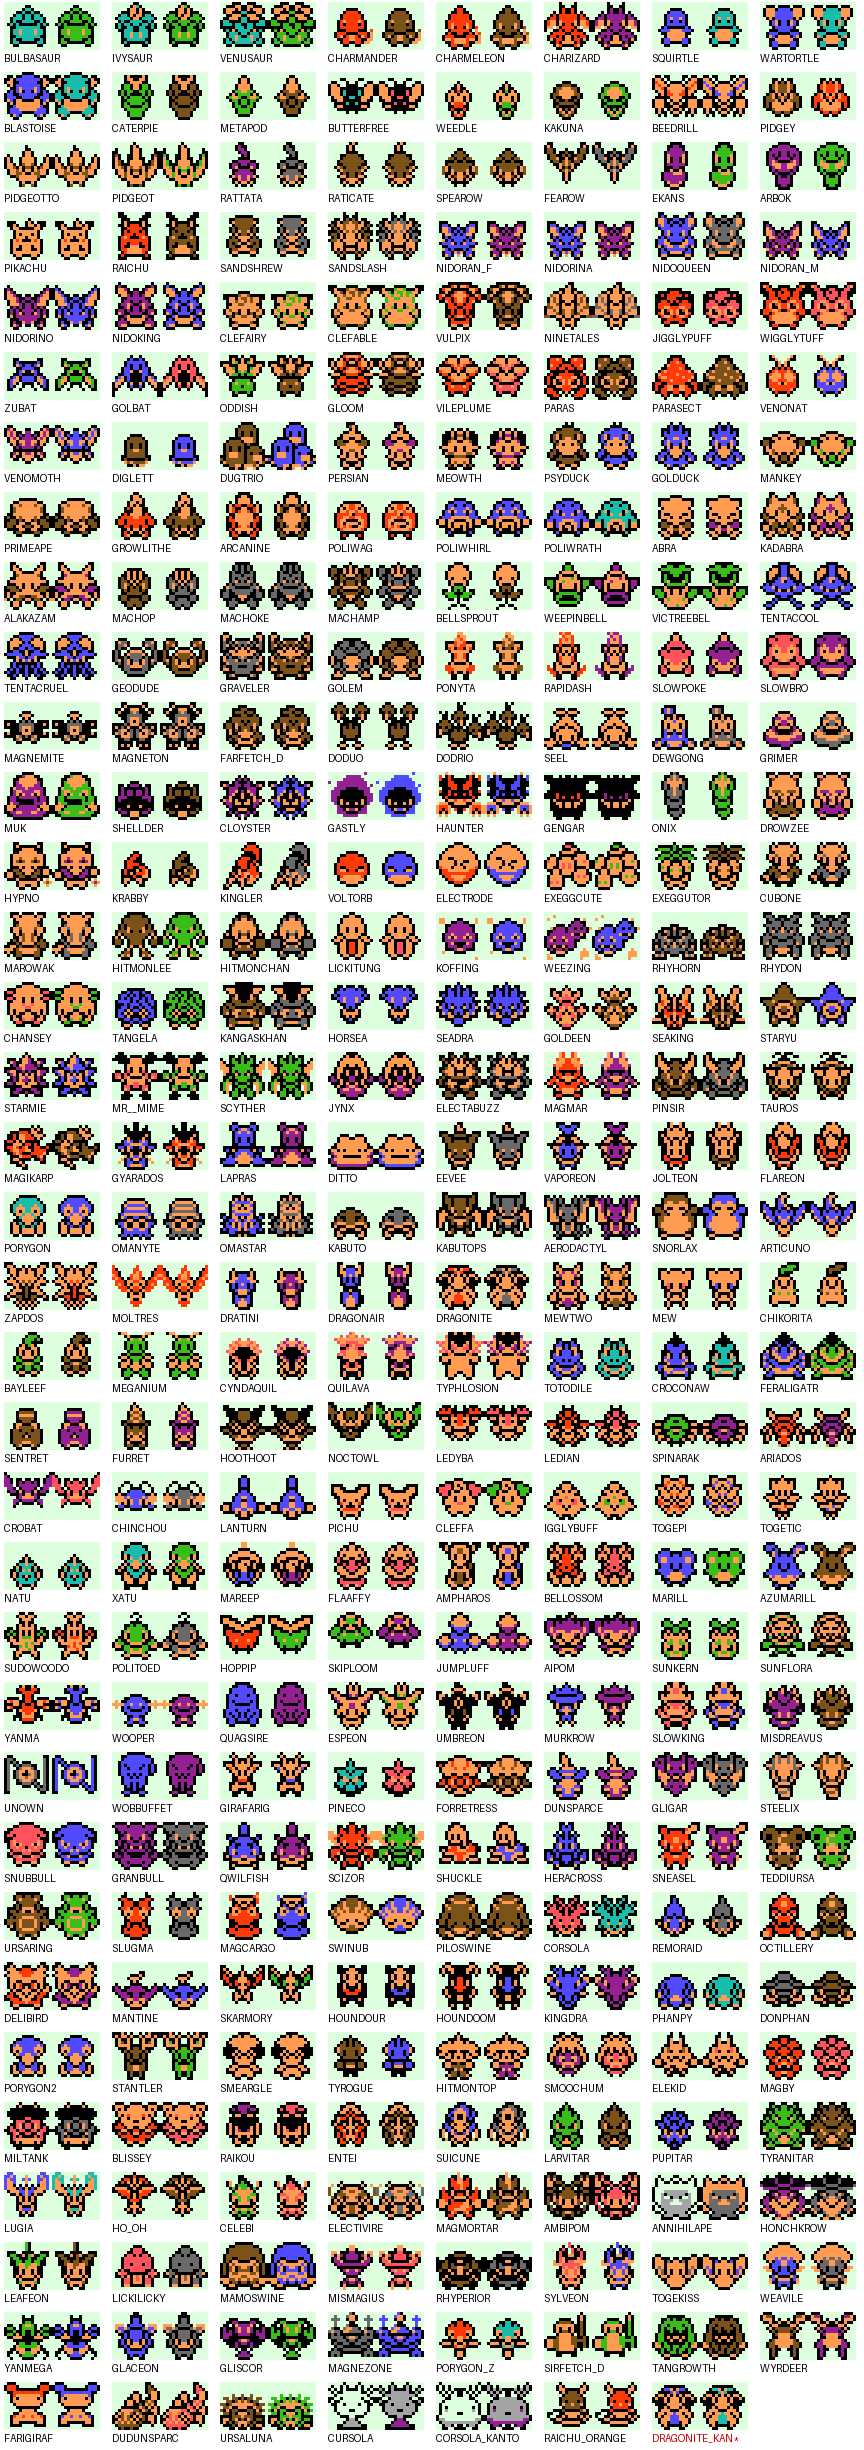 BULBASAUR IVYSAUR VENUSAUR CHARMANDER CHARMELEON CHARIZARD SQUIRTLE WARTORTLE
BLASTOISE CATERPIE METAPOD BUTTERFREE WEEDLE KAKUNA BEEDRILL PIDGEY
PIDGEOTTO PIDGEOT RATTATA RATICATE SPEAROW FEAROW EKANS ARBOK
PIKACHU RAICHU SANDSHREW SANDSLASH NIDORAN_F NIDORINA NIDOQUEEN NIDORAN_M
NIDORINO NIDOKING CLEFAIRY CLEFABLE VULPIX NINETALES JIGGLYPUFF WIGGLYTUFF
ZUBAT GOLBAT ODDISH GLOOM VILEPLUME PARAS PARASECT VENONAT
VENOMOTH DIGLETT DUGTRIO PERSIAN MEOWTH PSYDUCK GOLDUCK MANKEY
PRIMEAPE GROWLITHE ARCANINE POLIWAG POLIWHIRL POLIWRATH ABRA KADABRA
ALAKAZAM MACHOP MACHOKE MACHAMP BELLSPROUT WEEPINBELL VICTREEBEL TENTACOOL
TENTACRUEL GEODUDE GRAVELER GOLEM PONYTA RAPIDASH SLOWPOKE SLOWBRO
MAGNEMITE MAGNETON FARFETCH_D DODUO DODRIO SEEL DEWGONG GRIMER
MUK SHELLDER CLOYSTER GASTLY HAUNTER GENGAR ONIX DROWZEE
HYPNO KRABBY KINGLER VOLTORB ELECTRODE EXEGGCUTE EXEGGUTOR CUBONE
MAROWAK HITMONLEE HITMONCHAN LICKITUNG KOFFING WEEZING RHYHORN RHYDON
CHANSEY TANGELA KANGASKHAN HORSEA SEADRA GOLDEEN SEAKING STARYU
STARMIE MR__MIME SCYTHER JYNX ELECTABUZZ MAGMAR PINSIR TAUROS
MAGIKARP GYARADOS LAPRAS DITTO EEVEE VAPOREON JOLTEON FLAREON
PORYGON OMANYTE OMASTAR KABUTO KABUTOPS AERODACTYL SNORLAX ARTICUNO
ZAPDOS MOLTRES DRATINI DRAGONAIR DRAGONITE MEWTWO MEW CHIKORITA
BAYLEEF MEGANIUM CYNDAQUIL QUILAVA TYPHLOSION TOTODILE CROCONAW FERALIGATR
SENTRET FURRET HOOTHOOT NOCTOWL LEDYBA LEDIAN SPINARAK ARIADOS
CROBAT CHINCHOU LANTURN PICHU CLEFFA IGGLYBUFF TOGEPI TOGETIC
NATU XATU MAREEP FLAAFFY AMPHAROS BELLOSSOM MARILL AZUMARILL
SUDOWOODO POLITOED HOPPIP SKIPLOOM JUMPLUFF AIPOM SUNKERN SUNFLORA
YANMA WOOPER QUAGSIRE ESPEON UMBREON MURKROW SLOWKING MISDREAVUS
UNOWN WOBBUFFET GIRAFARIG PINECO FORRETRESS DUNSPARCE GLIGAR STEELIX
SNUBBULL GRANBULL QWILFISH SCIZOR SHUCKLE HERACROSS SNEASEL TEDDIURSA
URSARING SLUGMA MAGCARGO SWINUB PILOSWINE CORSOLA REMORAID OCTILLERY
DELIBIRD MANTINE SKARMORY HOUNDOUR HOUNDOOM KINGDRA PHANPY DONPHAN
PORYGON2 STANTLER SMEARGLE TYROGUE HITMONTOP SMOOCHUM ELEKID MAGBY
MILTANK BLISSEY RAIKOU ENTEI SUICUNE LARVITAR PUPITAR TYRANITAR
LUGIA HO_OH CELEBI ELECTIVIRE MAGMORTAR AMBIPOM ANNIHILAPE HONCHKROW
LEAFEON LICKILICKY MAMOSWINE MISMAGIUS RHYPERIOR SYLVEON TOGEKISS WEAVILE
YANMEGA GLACEON GLISCOR MAGNEZONE PORYGON_Z SIRFETCH_D TANGROWTH WYRDEER
FARIGIRAF DUDUNSPARC URSALUNA CURSOLA CORSOLA_KANTO RAICHU_ORANGE DRAGONITE_KAN*